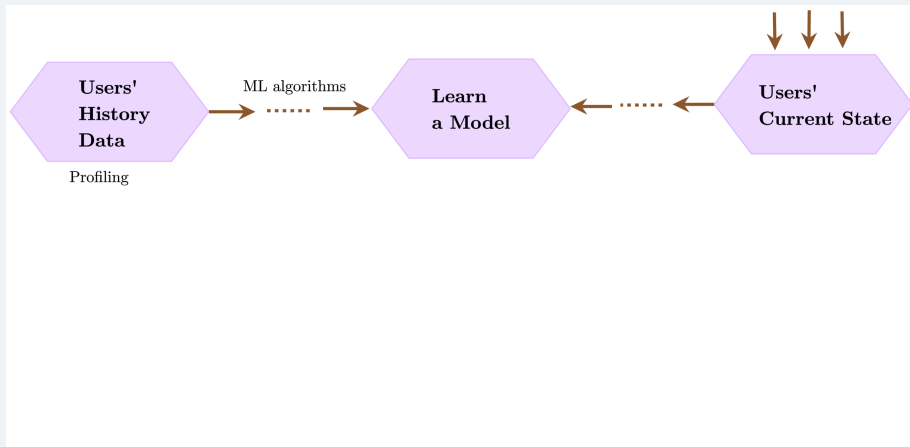 Users'
History
Data
Profiling
ML algorithms
Learn
a Model
Users'
Current State